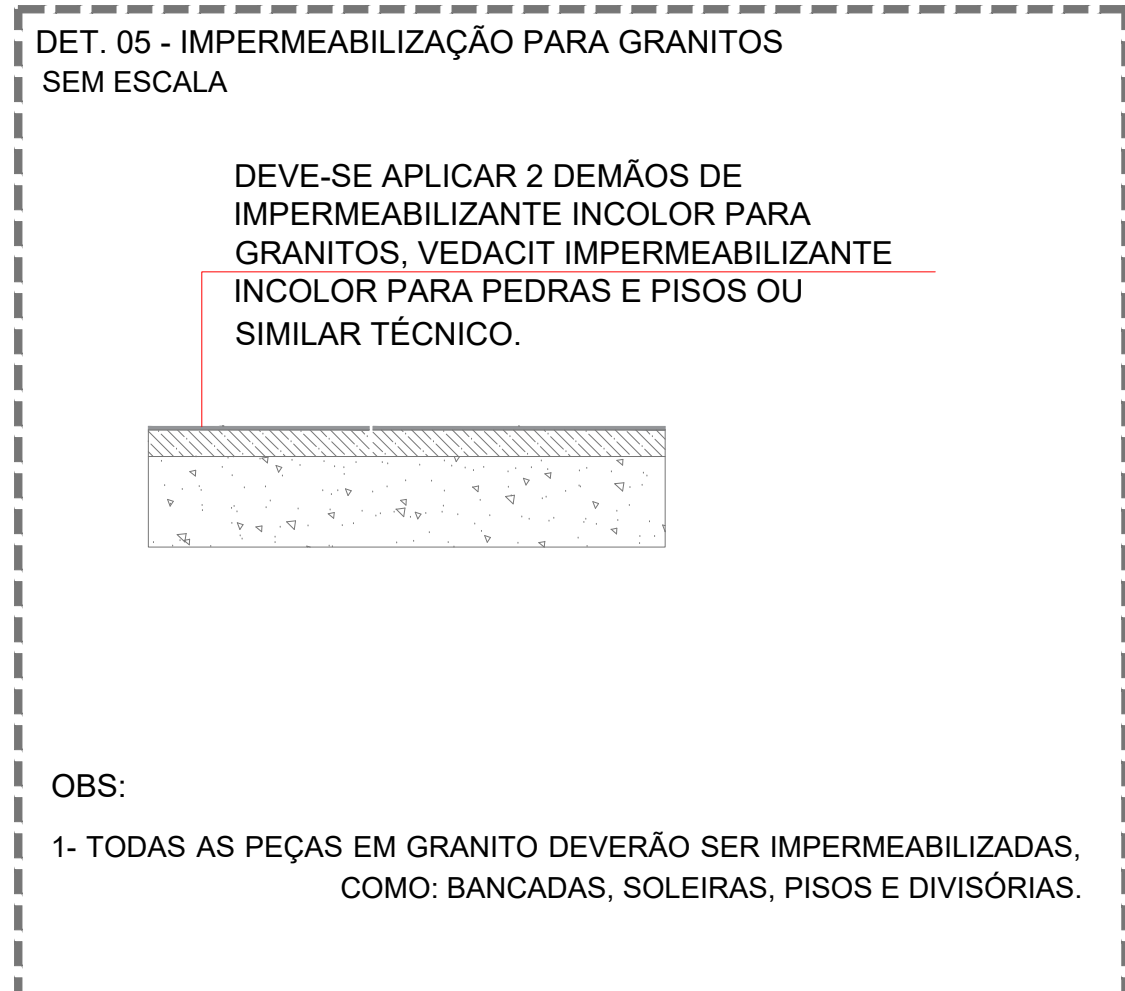 DET. 05 - IMPERMEABILIZAÇÃO PARA GRANITOS
SEM ESCALA
DEVE-SE APLICAR 2 DEMÃOS DE
IMPERMEABILIZANTE INCOLOR PARA
GRANITOS, VEDACIT IMPERMEABILIZANTE
INCOLOR PARA PEDRAS E PISOS OU
SIMILAR TÉCNICO.
OBS:
1- TODAS AS PEÇAS EM GRANITO DEVERÃO SER IMPERMEABILIZADAS,
COMO: BANCADAS, SOLEIRAS, PISOS E DIVISÓRIAS.